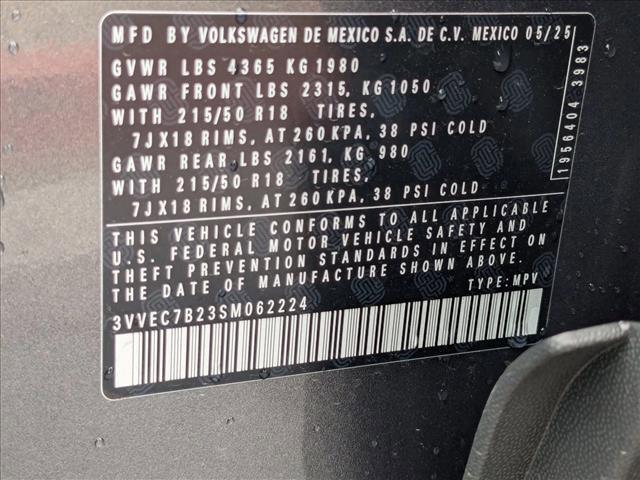 MFD BY VOLKSWAGEN DE MEXICO S.A. DE C.V. MEXICO 05/25
GVWR LBS 4365 KG 1980
GAWR FRONT LBS 2315, KG 1050
WITH 215/50 R18 TIRES,
7JX18 RIMS, AT 260 KPA, 38 PSI COLD
GAWR REAR LBS 2161, KG 980
WITH 215/50 R18 TIRES,
7JX18 RIMS, AT 260 KPA, 38 PSI COLD
THIS VEHICLE CONFORMS TO ALL APPLICABLE
U.S. FEDERAL MOTOR VEHICLE SAFETY AND
THEFT PREVENTION STANDARDS IN EFFECT ON
THE DATE OF MANUFACTURE SHOWN ABOVE.
3VVEC7B23SM062224 TYPE: MPV
1956404 3983